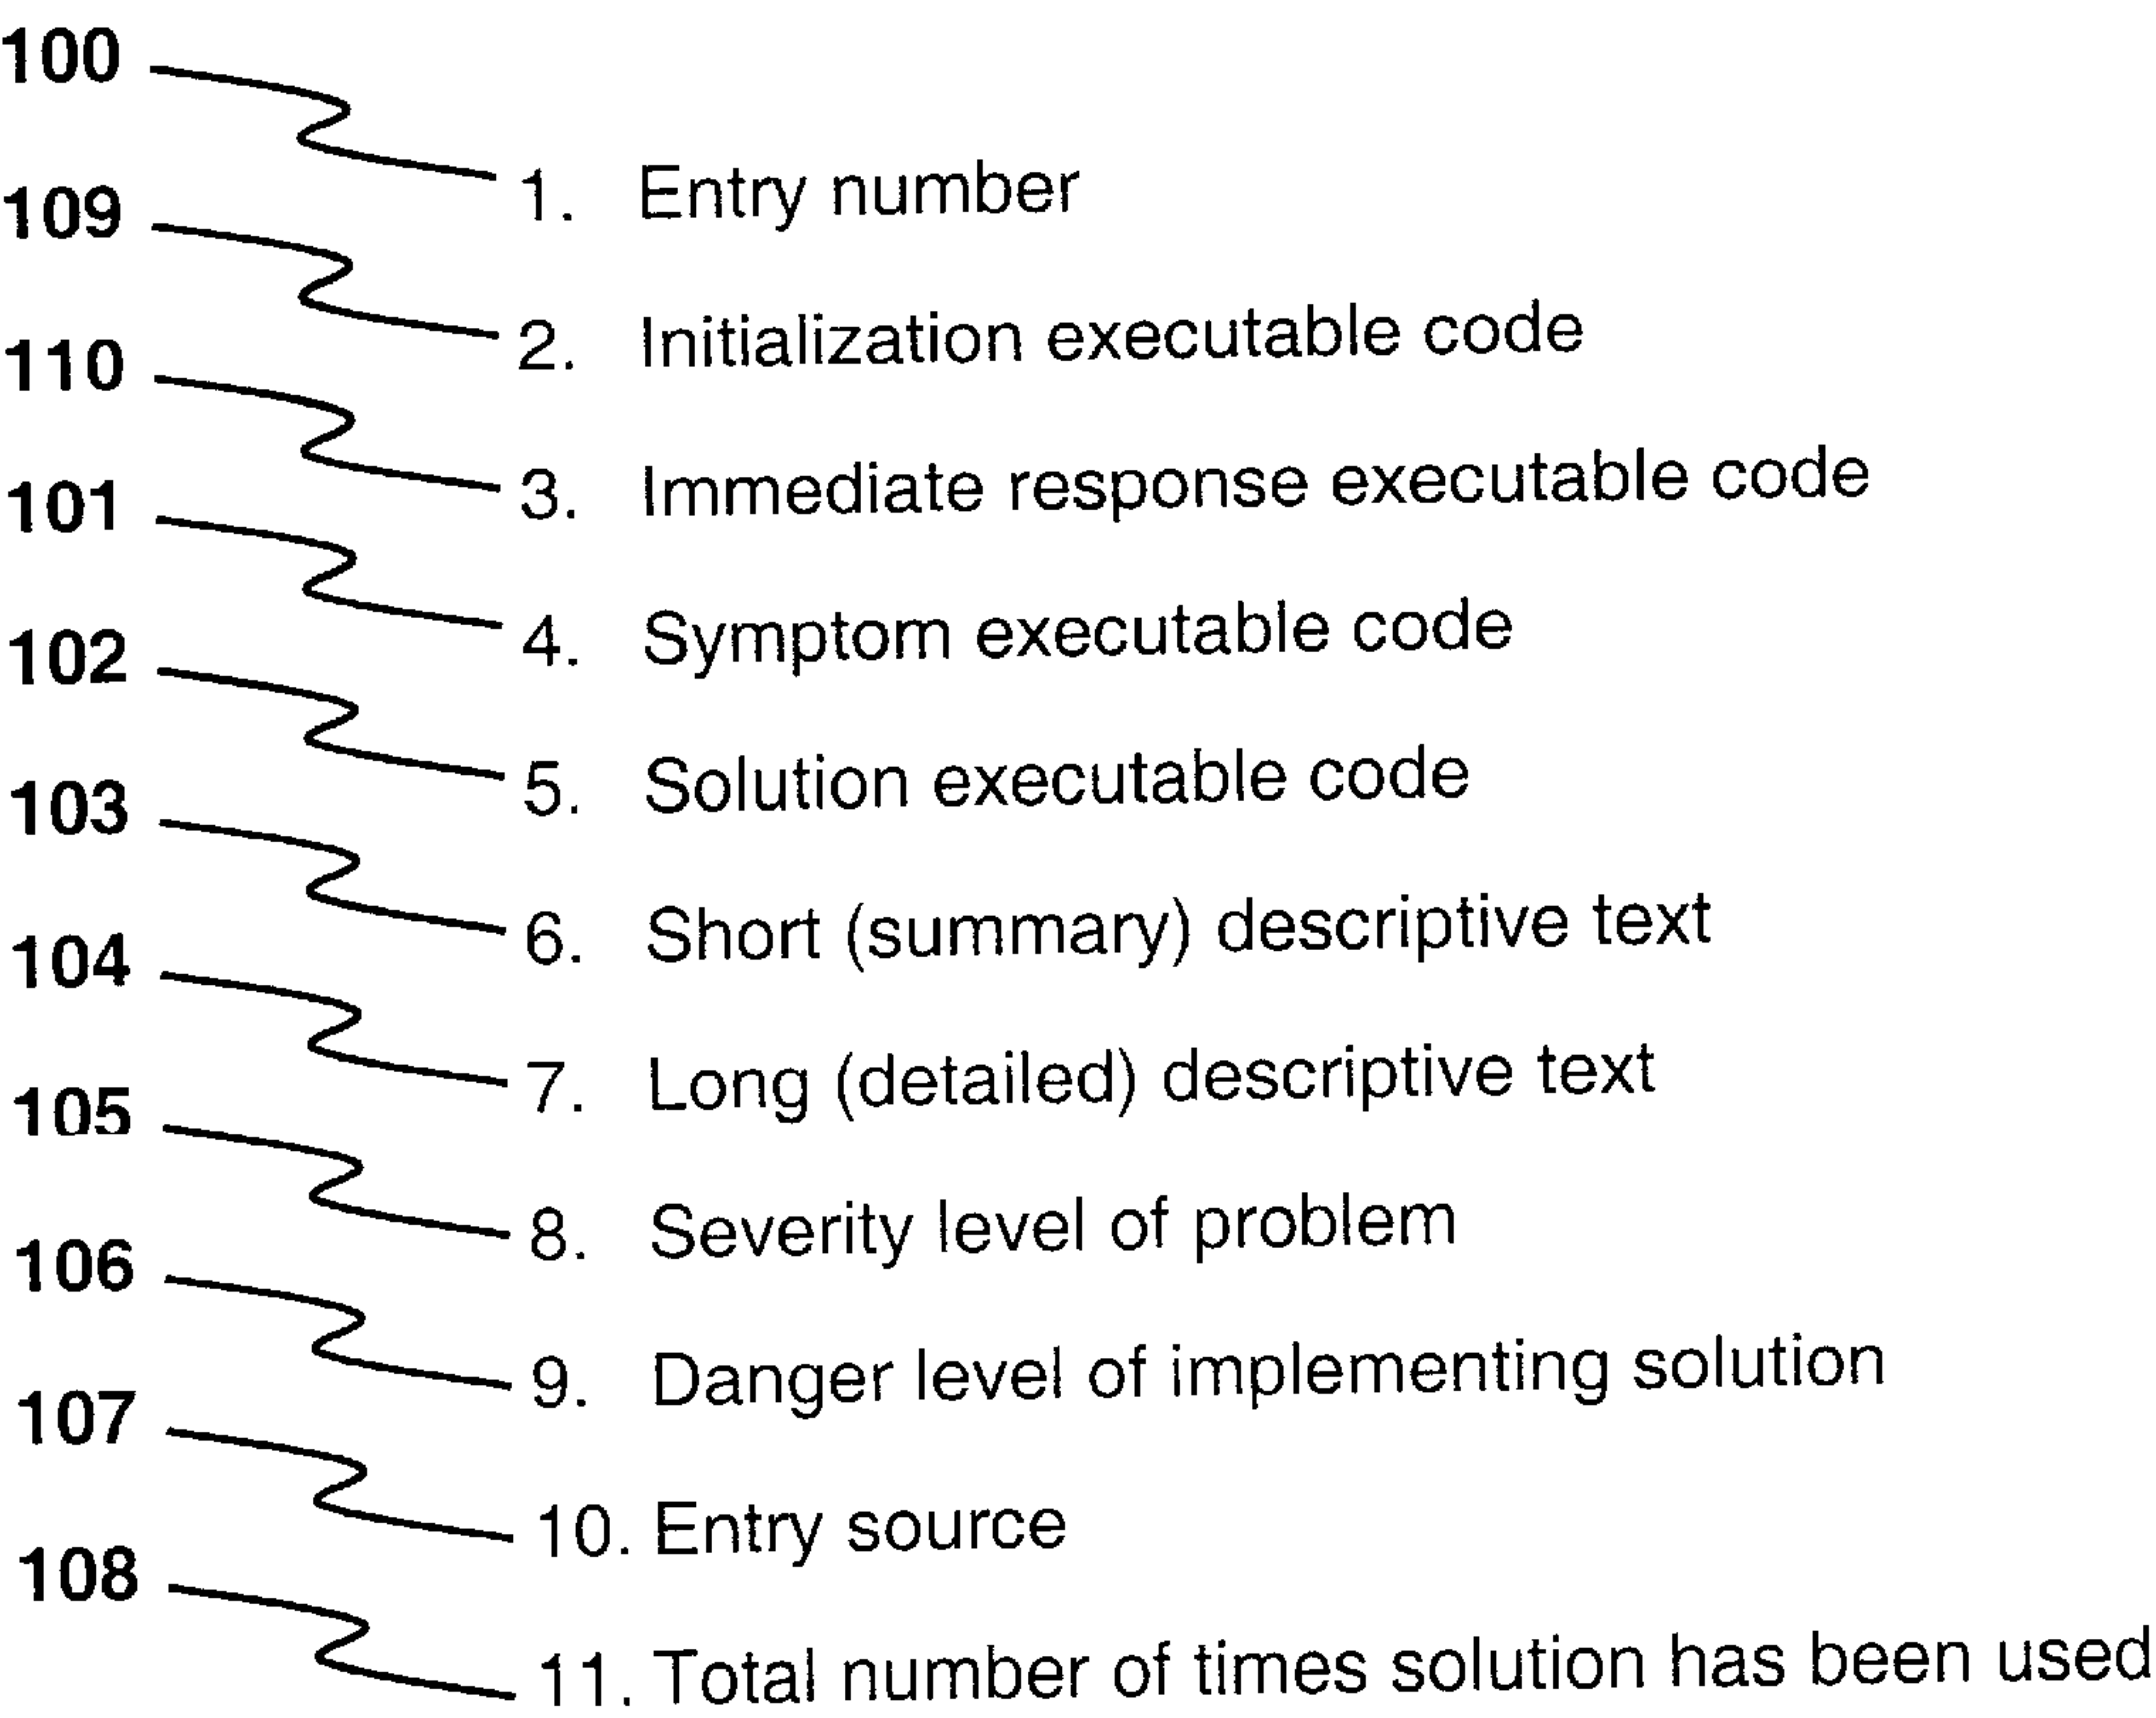 100
1. Entry number
109
2. Initialization executable code
110
3. Immediate response executable code
101
4. Symptom executable code
102
5. Solution executable code
103
6. Short (summary) descriptive text
104
7. Long (detailed) descriptive text
105
8. Severity level of problem
106
9. Danger level of implementing solution
107
10. Entry source
108
11. Total number of times solution has been used